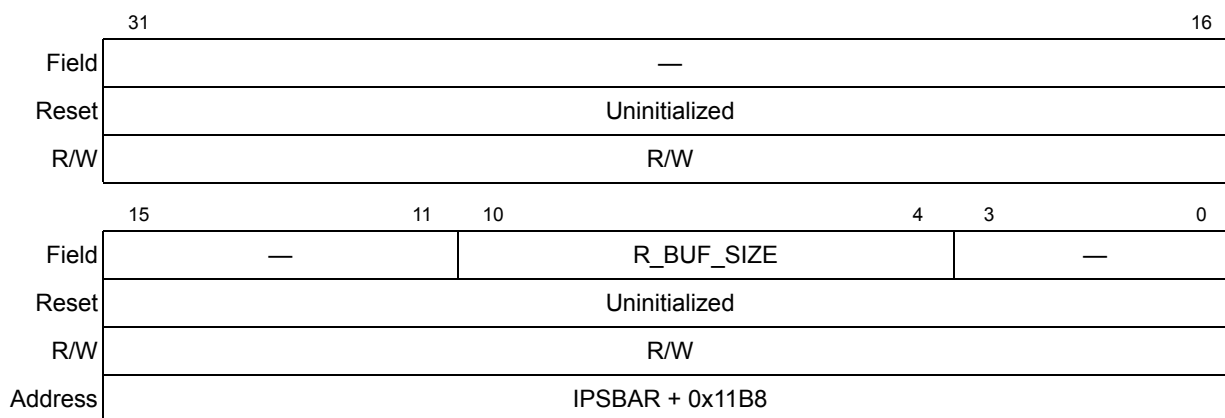 31 16
Field —
Reset Uninitialized
R/W R/W
15 11 10 4 3 0
Field — R_BUF_SIZE —
Reset Uninitialized
R/W R/W
Address IPSBAR + 0x11B8